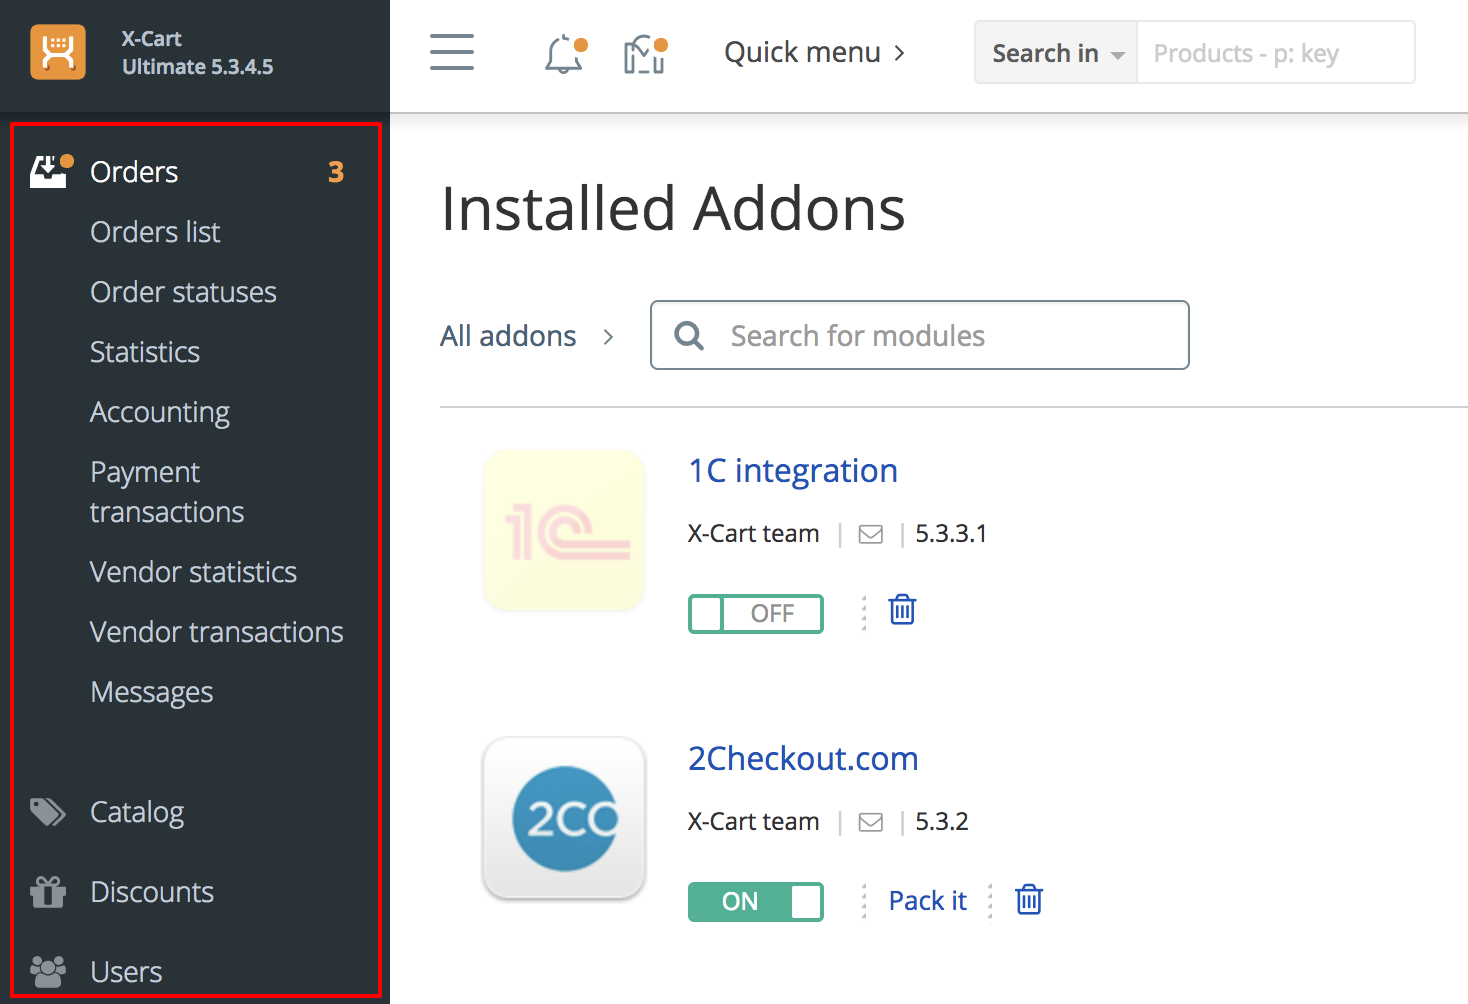 X-Cart
Ultimate 5.3.4.5
Quick menu
Search in
Products - p: key
Orders 3
Orders list
Order statuses
Statistics
Accounting
Payment
transactions
Vendor statistics
Vendor transactions
Messages
Catalog
Discounts
Users
Installed Addons
All addons
Search for modules
1C
1C integration
X-Cart team | 5.3.3.1
OFF
2CO
2Checkout.com
X-Cart team | 5.3.2
ON
Pack it